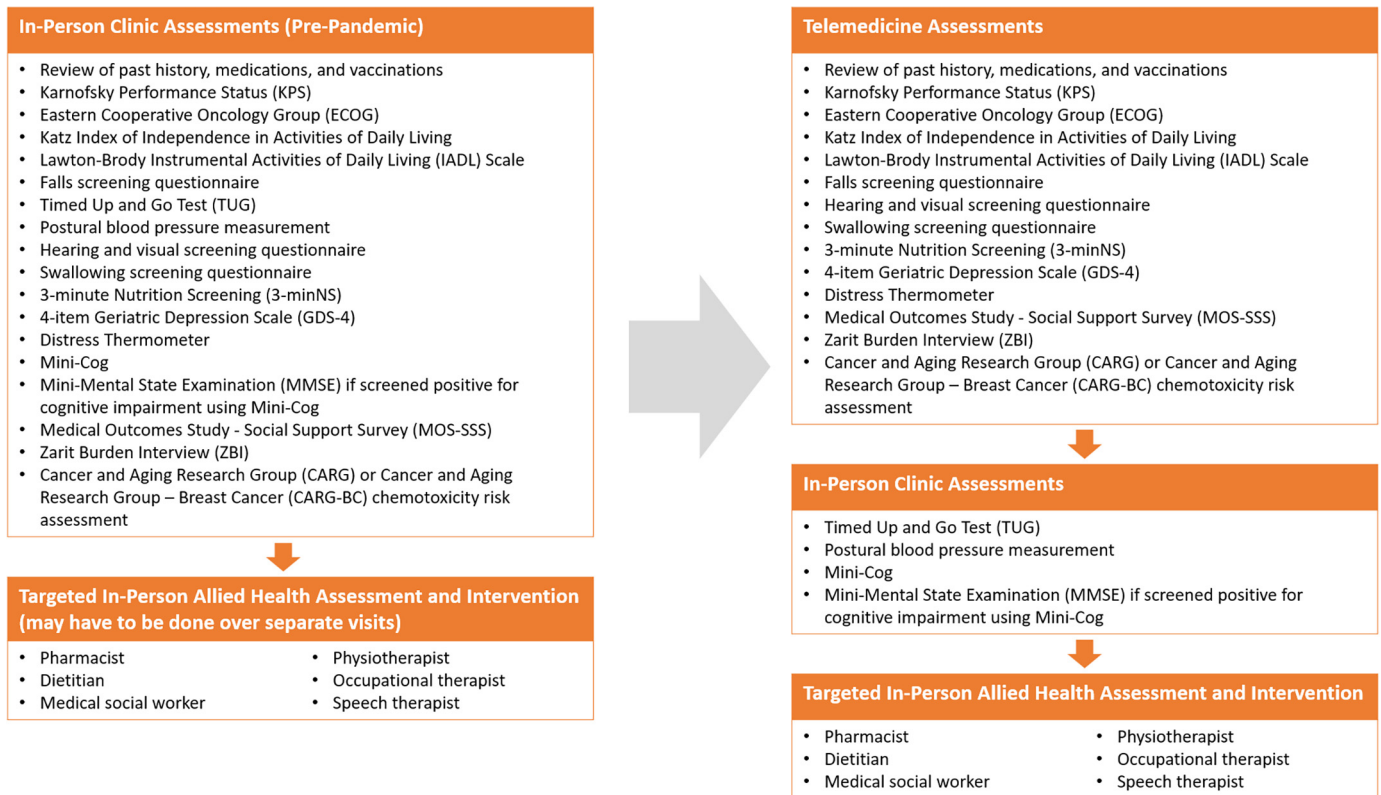 In-Person Clinic Assessments (Pre-Pandemic)
• Review of past history, medications, and vaccinations
• Karnofsky Performance Status (KPS)
• Eastern Cooperative Oncology Group (ECOG)
• Katz Index of Independence in Activities of Daily Living
• Lawton-Brody Instrumental Activities of Daily Living (IADL) Scale
• Falls screening questionnaire
• Timed Up and Go Test (TUG)
• Postural blood pressure measurement
• Hearing and visual screening questionnaire
• Swallowing screening questionnaire
• 3-minute Nutrition Screening (3-minNS)
• 4-item Geriatric Depression Scale (GDS-4)
• Distress Thermometer
• Mini-Cog
• Mini-Mental State Examination (MMSE) if screened positive for
cognitive impairment using Mini-Cog
• Medical Outcomes Study - Social Support Survey (MOS-SSS)
• Zarit Burden Interview (ZBI)
• Cancer and Aging Research Group (CARG) or Cancer and Aging
Research Group – Breast Cancer (CARG-BC) chemotoxicity risk
assessment
Targeted In-Person Allied Health Assessment and Intervention
(may have to be done over separate visits)
• Pharmacist
• Dietitian
• Medical social worker
• Physiotherapist
• Occupational therapist
• Speech therapist
Telemedicine Assessments
• Review of past history, medications, and vaccinations
• Karnofsky Performance Status (KPS)
• Eastern Cooperative Oncology Group (ECOG)
• Katz Index of Independence in Activities of Daily Living
• Lawton-Brody Instrumental Activities of Daily Living (IADL) Scale
• Falls screening questionnaire
• Hearing and visual screening questionnaire
• Swallowing screening questionnaire
• 3-minute Nutrition Screening (3-minNS)
• 4-item Geriatric Depression Scale (GDS-4)
• Distress Thermometer
• Medical Outcomes Study - Social Support Survey (MOS-SSS)
• Zarit Burden Interview (ZBI)
• Cancer and Aging Research Group (CARG) or Cancer and Aging
Research Group – Breast Cancer (CARG-BC) chemotoxicity risk
assessment
In-Person Clinic Assessments
• Timed Up and Go Test (TUG)
• Postural blood pressure measurement
• Mini-Cog
• Mini-Mental State Examination (MMSE) if screened positive for
cognitive impairment using Mini-Cog
Targeted In-Person Allied Health Assessment and Intervention
• Pharmacist
• Dietitian
• Medical social worker
• Physiotherapist
• Occupational therapist
• Speech therapist